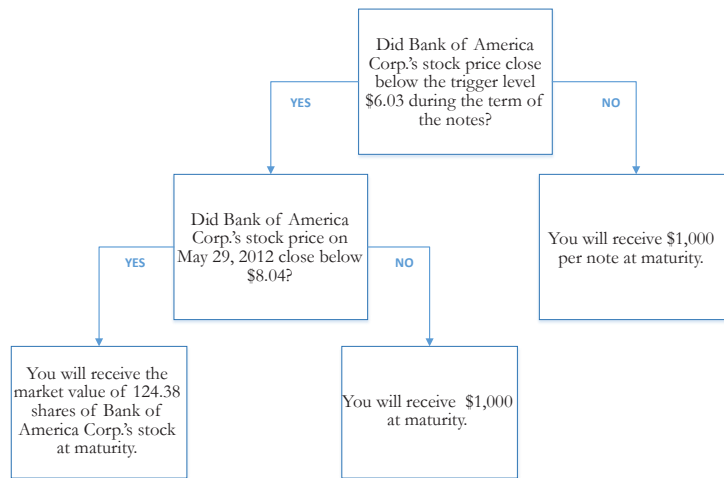 Did Bank of America
Corp.'s stock price close
below the trigger level
$6.03 during the term of
the notes?
YES
NO
Did Bank of America
Corp.'s stock price on
May 29, 2012 close below
$8.04?
You will receive $1,000
per note at maturity.
YES
NO
You will receive the
market value of 124.38
shares of Bank of
America Corp.'s stock
at maturity.
You will receive $1,000
at maturity.